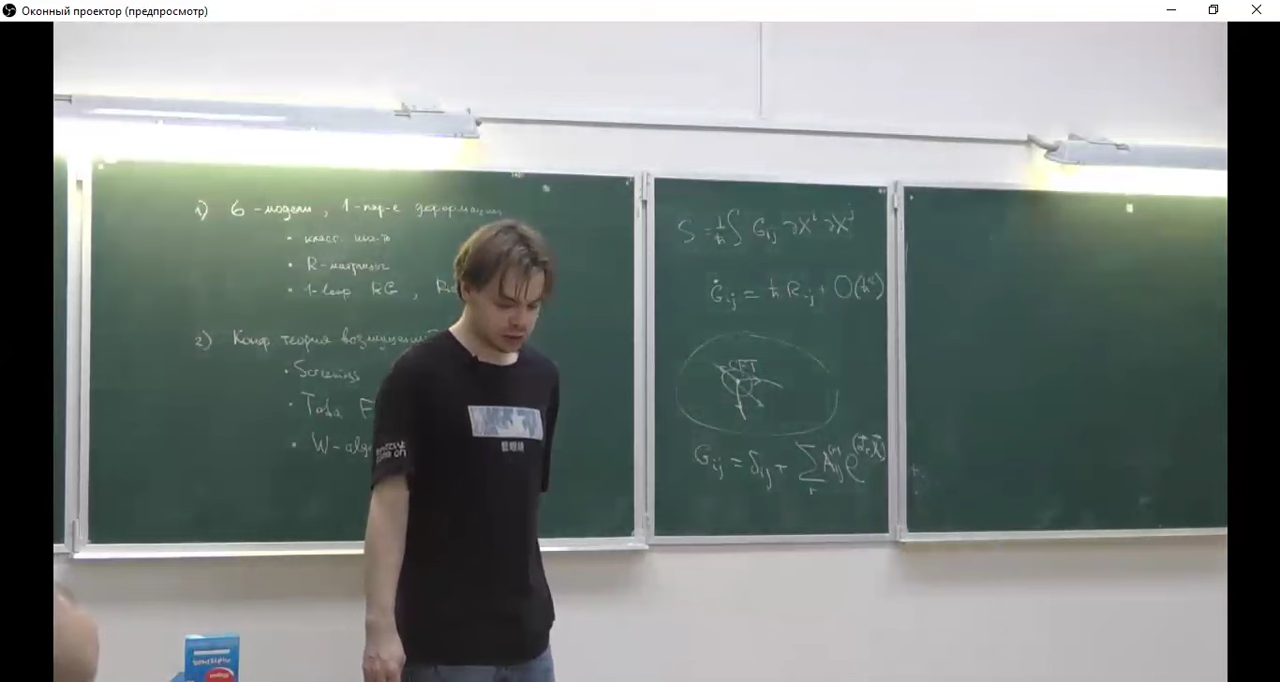 Оконный проектор (предпросмотр)
1) σ-модели, 1-пар-е деформации
• класс. инт-ть
• R-матрицы
• 1-loop RG, R
2) Конф теория возмущений
• Screenings
• Toda F
• W-alg
S = 1/ħ ∫ G_ij ∂X^i ∂X^j
Ġ_ij = ħ R_ij + O(ħ²)
CFT
G_ij = δ_ij + Σ_r A_ij^(r) e^(α_r, X)